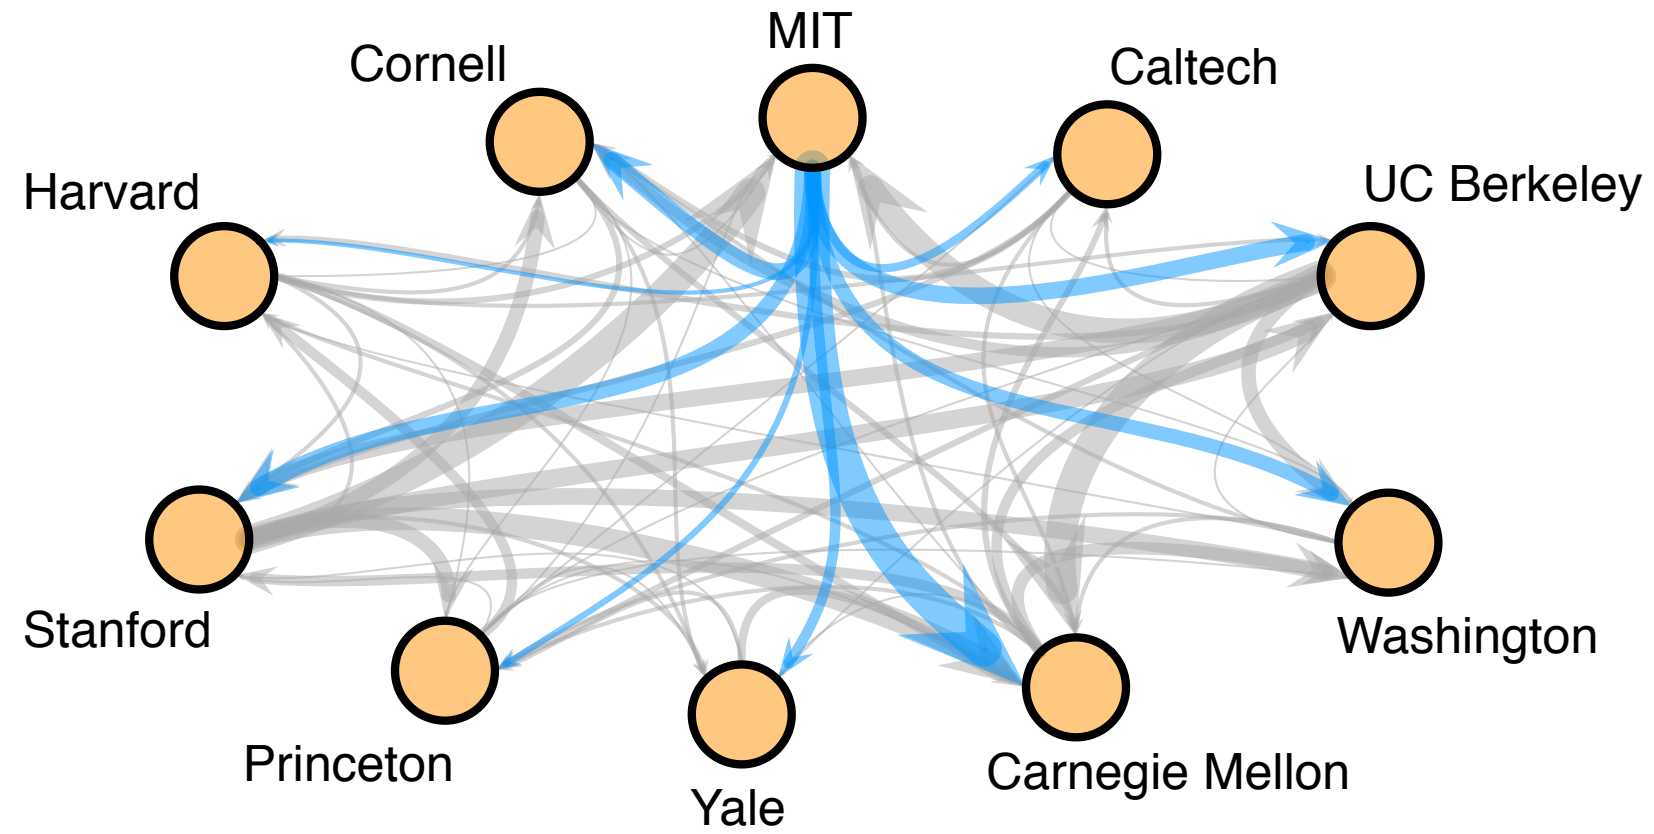 MIT
Cornell
Caltech
UC Berkeley
Harvard
Stanford
Washington
Princeton
Carnegie Mellon
Yale